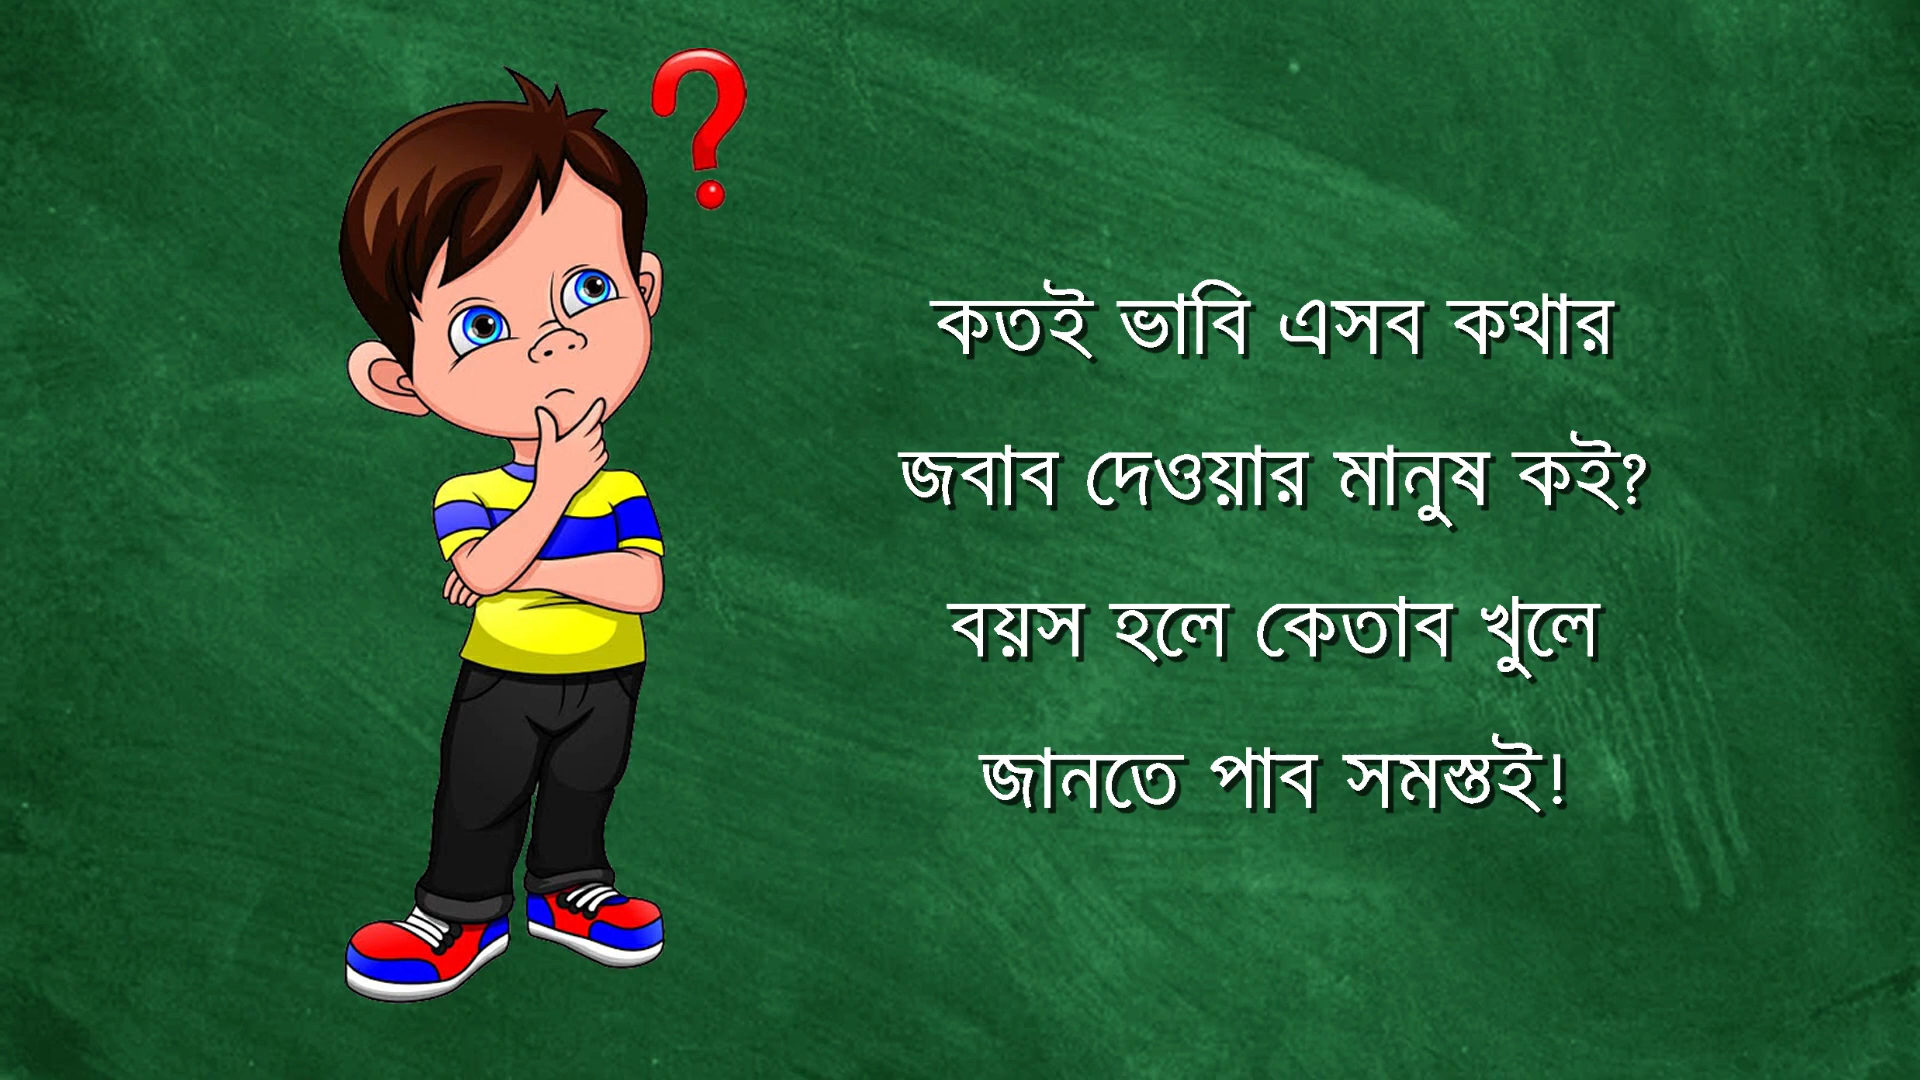 কতই ভাবি এসব কথার
জবাব দেওয়ার মানুষ কই?
বয়স হলে কেতাব খুলে
জানতে পাব সমস্তই!